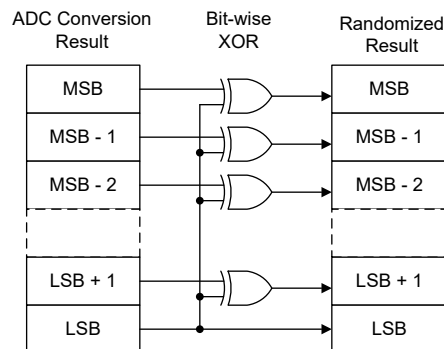 ADC Conversion
Result
Bit-wise
XOR
Randomized
Result
MSB
MSB
MSB - 1
MSB - 1
MSB - 2
MSB - 2
LSB + 1
LSB + 1
LSB
LSB